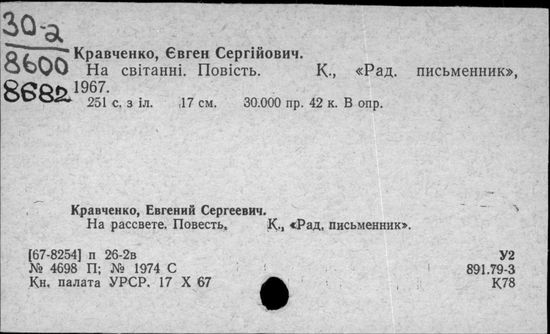 30-2
8600
8682
Кравченко, Євген Сергійович.
На світанні. Повість. К., «Рад. письменник»,
1967.
251 с. з іл. 17 см. 30.000 пр. 42 к. В опр.
Кравченко, Евгений Сергеевич.
На рассвете. Повесть, К., «Рад. письменник».
[67-8254] п 26-2в У2
№ 4698 П; № 1974 С 891.79-3
Кн. палата УРСР. 17 X 67 К78